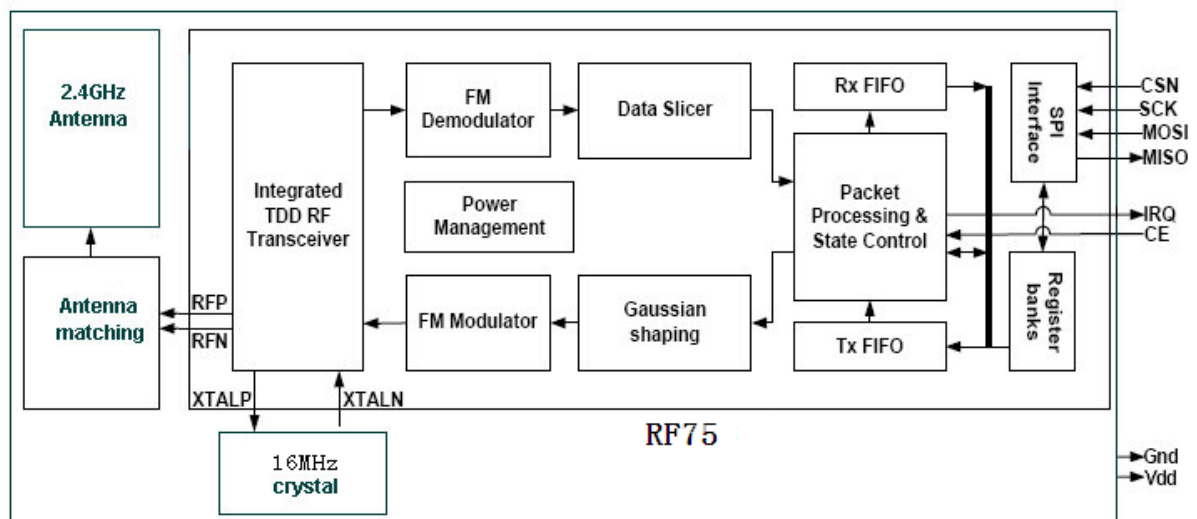 2.4GHz
Antenna
Antenna
matching
RFP
RFN
Integrated
TDD RF
Transceiver
XTALP
XTALN
16MHz
crystal
FM
Demodulator
Data Slicer
Power
Management
FM Modulator
Gaussian
shaping
Rx FIFO
Packet
Processing &
State Control
Tx FIFO
SPI
Interface
Register
banks
CSN
SCK
MOSI
MISO
IRQ
CE
RF75
Gnd
Vdd